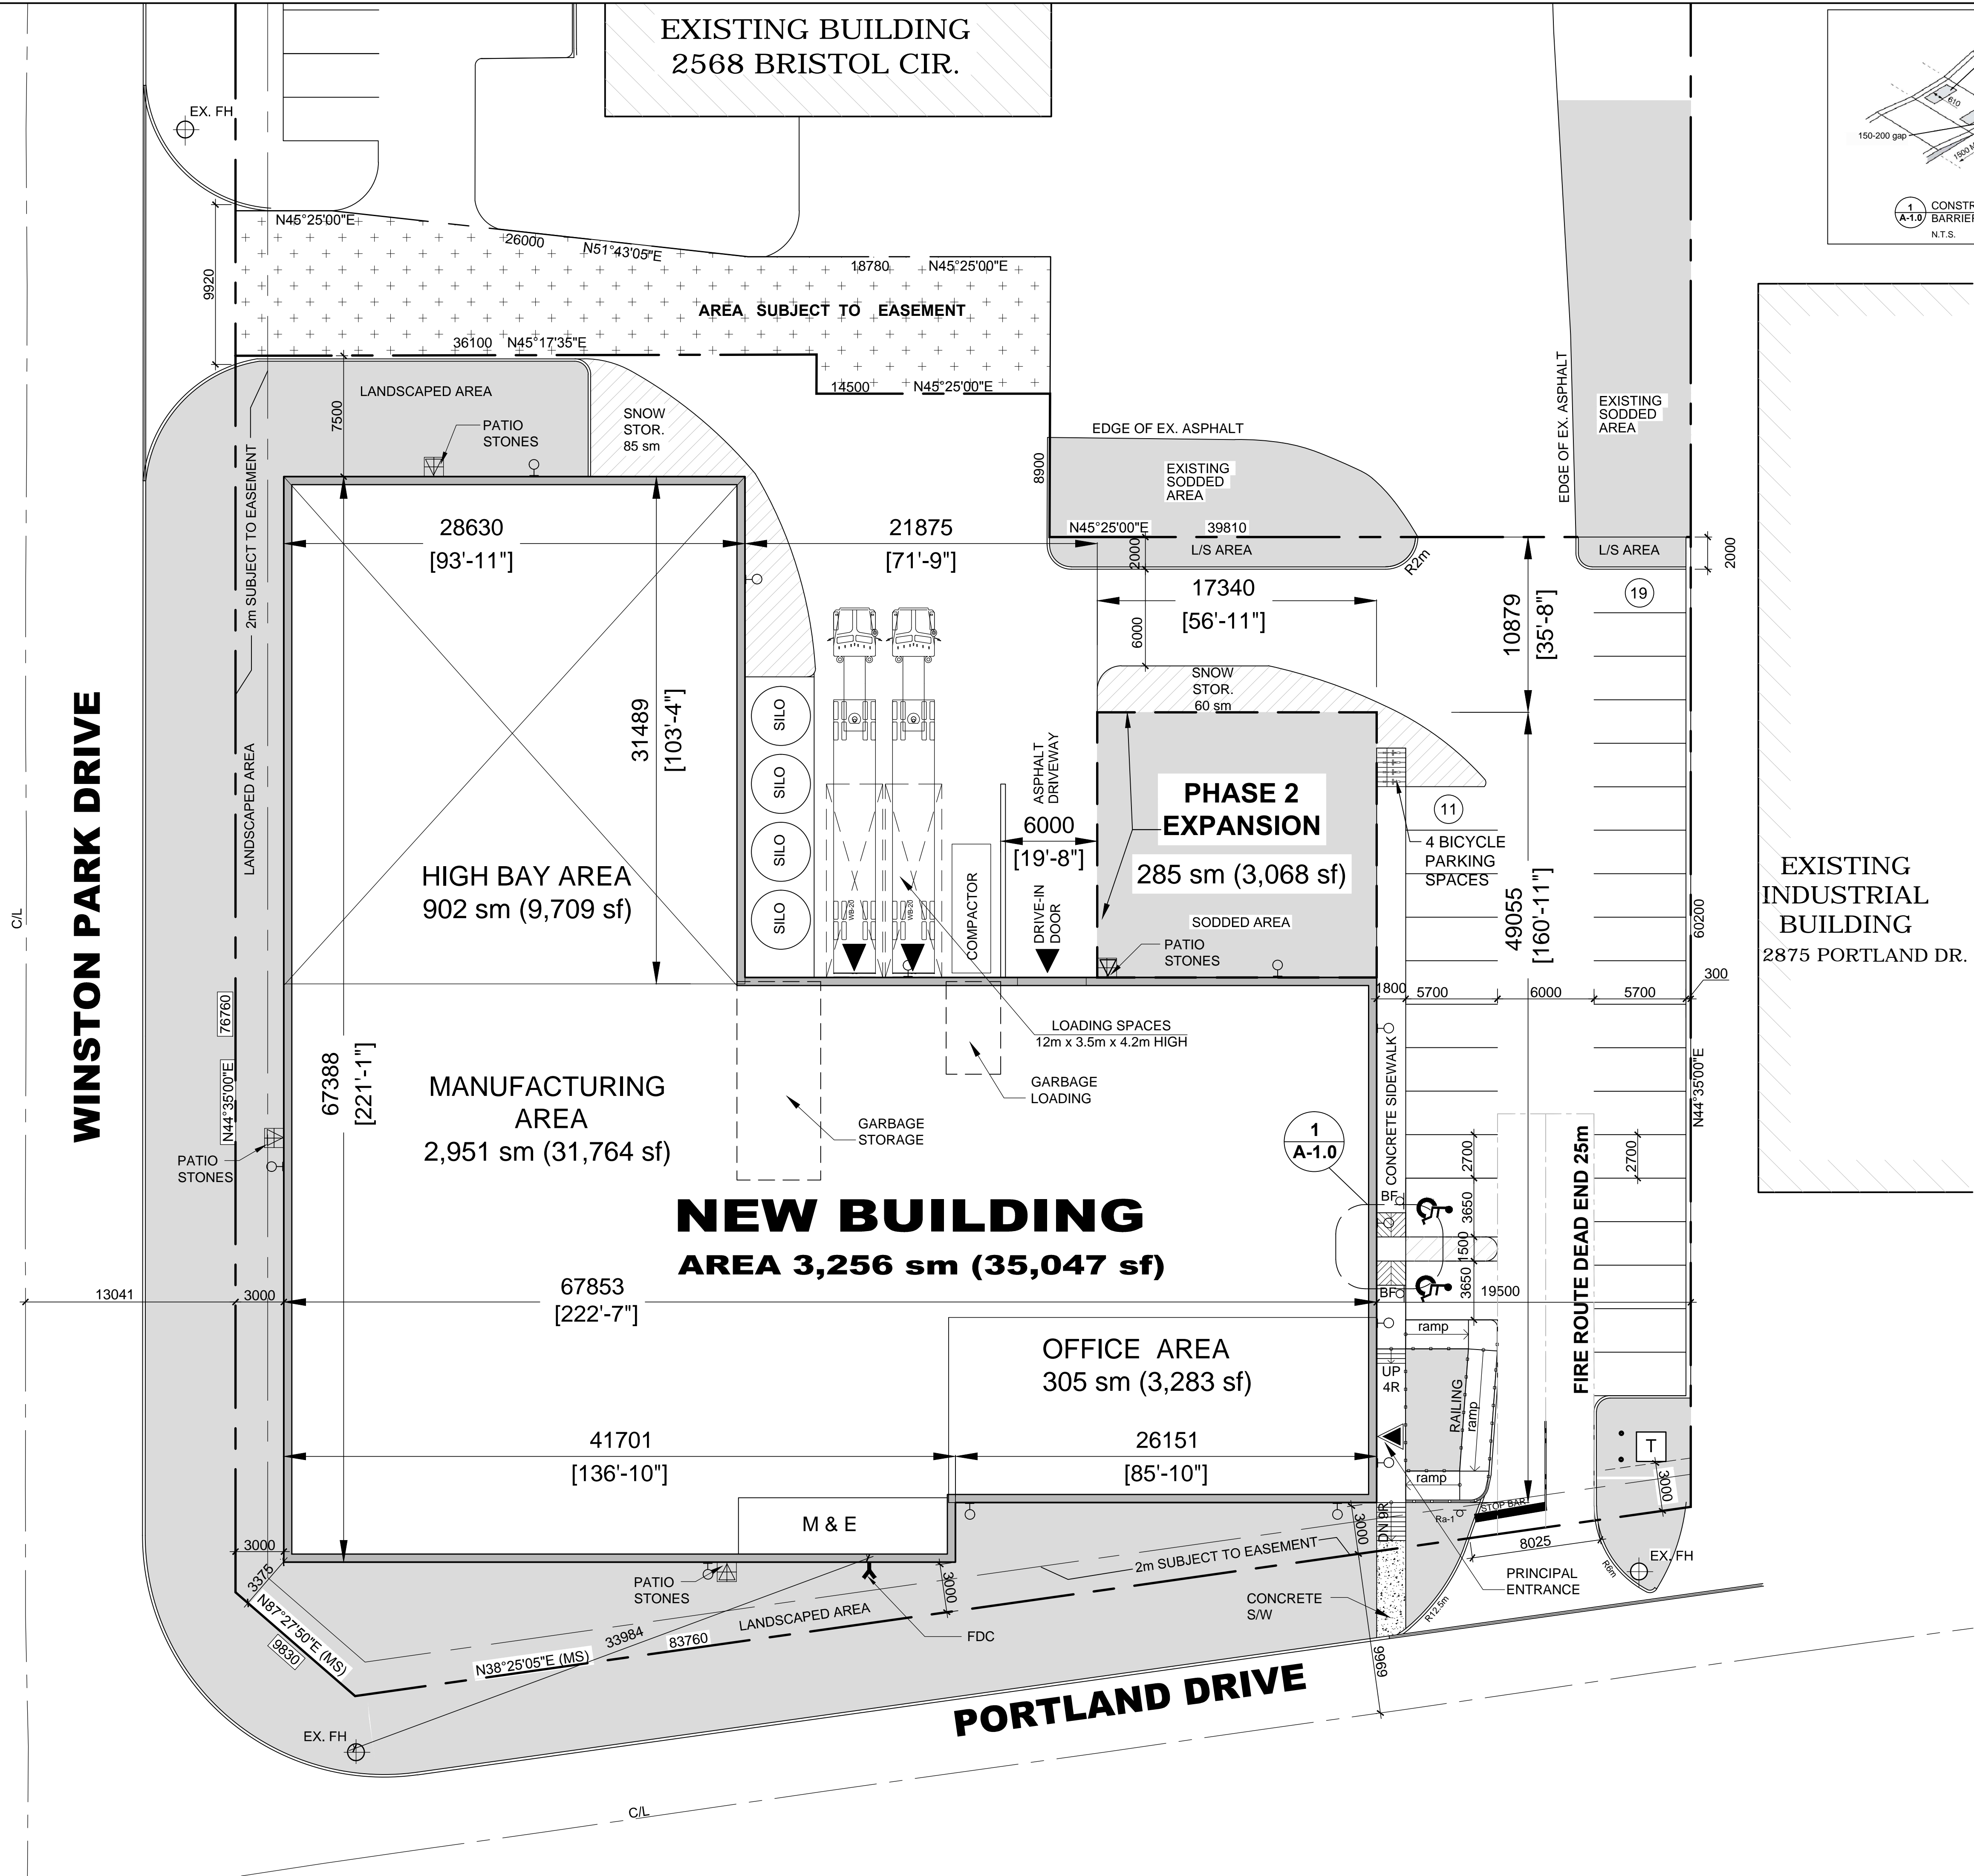 EXISTING BUILDING
2568 BRISTOL CIR.
EX. FH
610
150-200 gap
1
A-1.0
N.T.S.
N45°25'00"E
26000
N51°43'05"E
18780
N45°25'00"E
9920
AREA SUBJECT TO EASEMENT
36100
N45°17'35"E
14500
N45°25'00"E
LANDSCAPED AREA
7500
PATIO
STONES
SNOW
STOR.
85 sm
EDGE OF EX. ASPHALT
8900
EXISTING
SODDED
AREA
EDGE OF EX. ASPHALT
EXISTING
SODDED
AREA
2m SUBJECT TO EASEMENT
28630
[93'-11"]
21875
[71'-9"]
N45°25'00"E
39810
2000
L/S AREA
R2m
L/S AREA
2000
17340
[56'-11"]
6000
10879
[35'-8"]
19
SNOW
STOR.
60 sm
WINSTON PARK DRIVE
C/L
LANDSCAPED AREA
31489
[103'-4"]
SILO
SILO
SILO
SILO
WB-20
WB-20
COMPACTOR
ASPHALT
DRIVEWAY
6000
[19'-8"]
DRIVE-IN
DOOR
PHASE 2
EXPANSION
285 sm (3,068 sf)
SODDED AREA
PATIO
STONES
11
4 BICYCLE
PARKING
SPACES
49055
[160'-11"]
60200
EXISTING
INDUSTRIAL
BUILDING
2875 PORTLAND DR.
HIGH BAY AREA
902 sm (9,709 sf)
300
1800
5700
6000
5700
76760
N44°35'00"E
67388
[221'-1"]
LOADING SPACES
12m x 3.5m x 4.2m HIGH
GARBAGE
LOADING
GARBAGE
STORAGE
MANUFACTURING
AREA
2,951 sm (31,764 sf)
CONCRETE SIDEWALK
N44°35'00"E
1
A-1.0
PATIO
STONES
2700
2700
FIRE ROUTE DEAD END 25m
BF
3650
1500
3650
BF
NEW BUILDING
AREA 3,256 sm (35,047 sf)
13041
3000
67853
[222'-7"]
19500
OFFICE AREA
305 sm (3,283 sf)
ramp
UP
4R
RAILING
ramp
ramp
41701
[136'-10"]
26151
[85'-10"]
T
3000
M & E
STOP BAR
Ra-1
DN 9R
3000
8025
EX. FH
R6m
PRINCIPAL
ENTRANCE
3000
3375
N87°27'50"E (MS)
9830
PATIO
STONES
3000
2m SUBJECT TO EASEMENT
CONCRETE
S/W
R12.5m
LANDSCAPED AREA
FDC
33984
83760
N38°25'05"E (MS)
9969
PORTLAND DRIVE
EX. FH
C/L